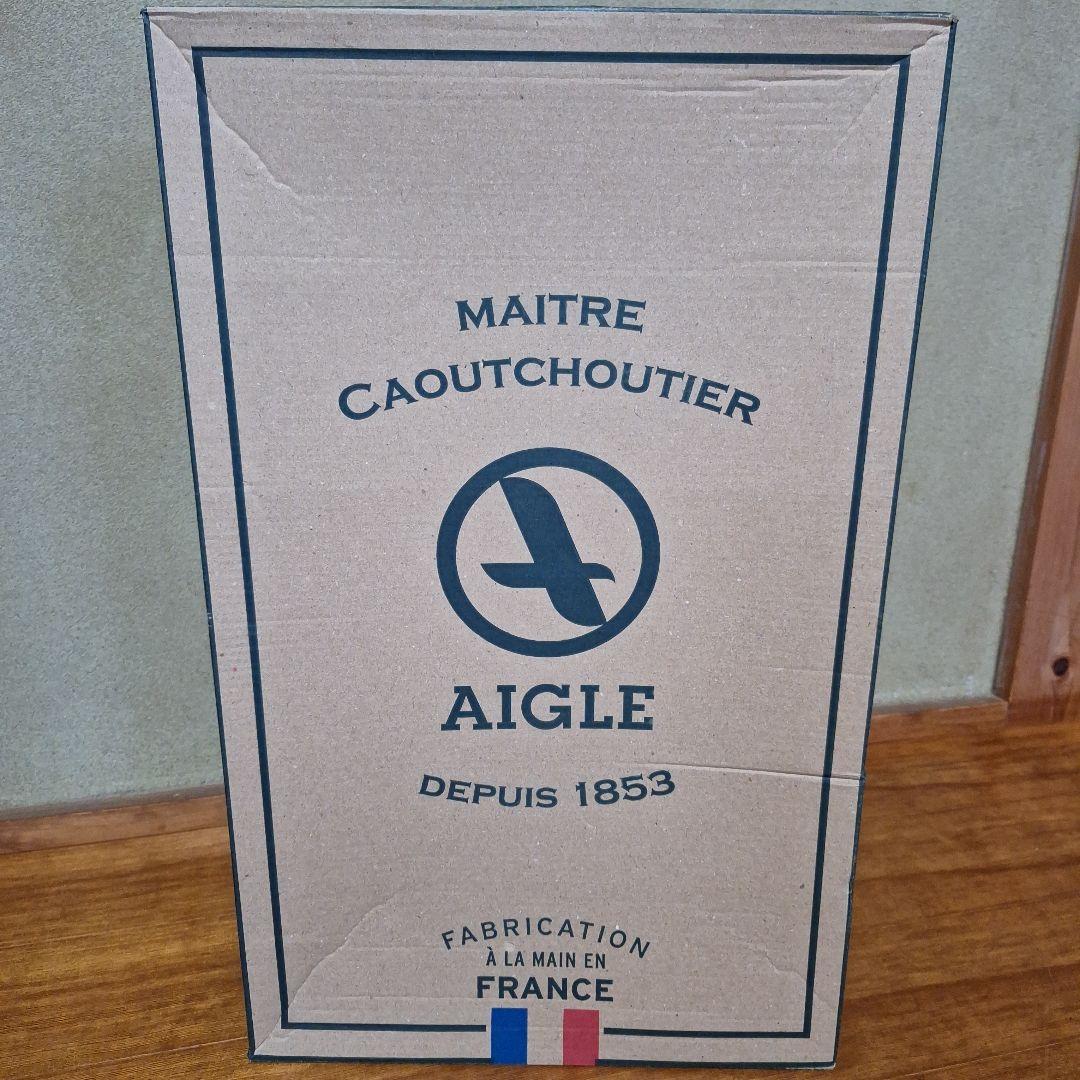 MAITRE
CAOUTCHOUTIER
AIGLE
DEPUIS 1853
FABRICATION
À LA MAIN EN
FRANCE